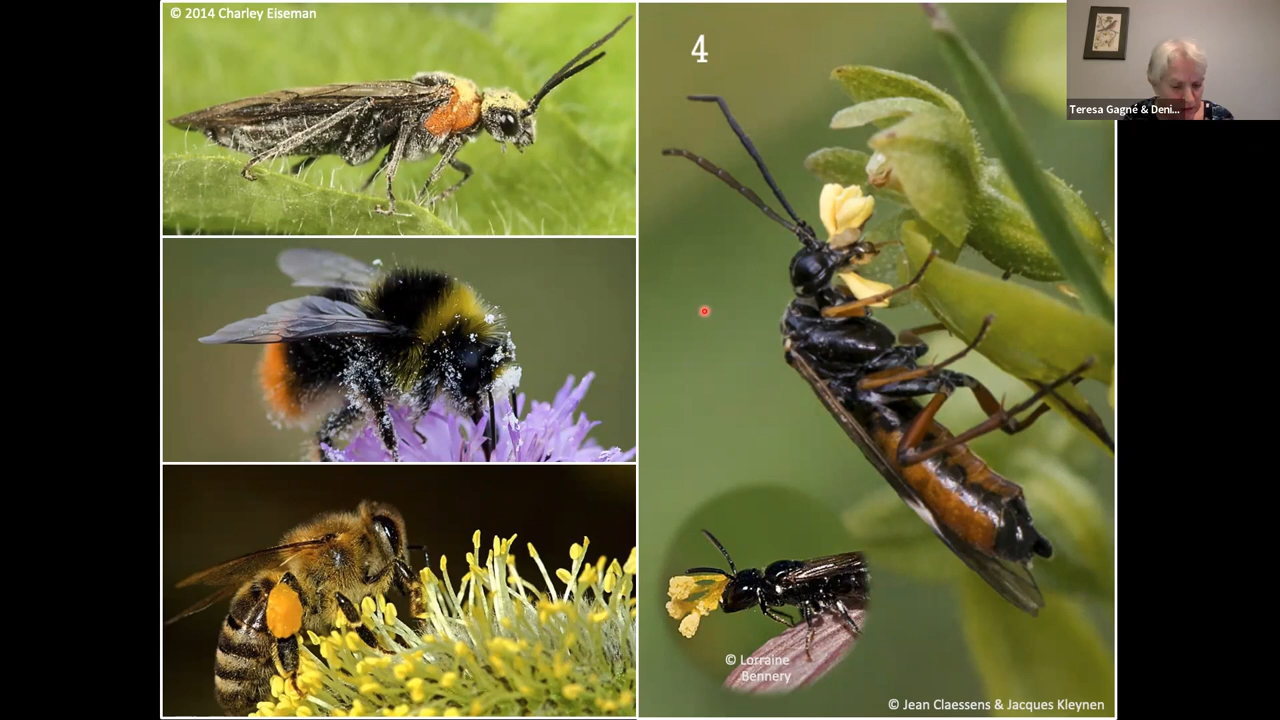 © 2014 Charley Eiseman
4
Teresa Gagné & Deni...
© Lorraine
Bennery
© Jean Claessens & Jacques Kleynen